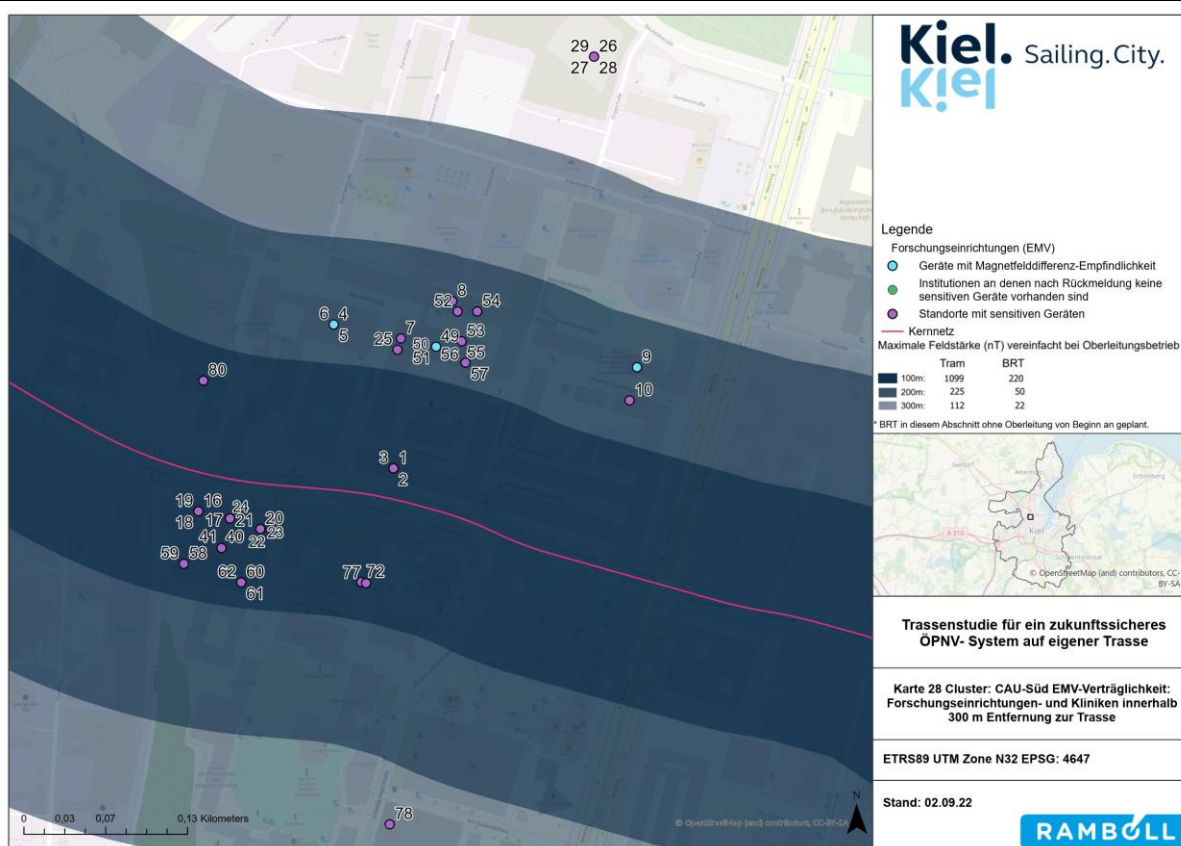 29 26
27 28
8
52 54
6 4
5
7
25
50 49 53
51 56 55
57
9
10
80
3 1
2
19 16 24
18 17 21 20
23
41 40 22
59 58
62 60
61
77 72
78
0 0,03 0,07 0,13 Kilometers
© OpenStreetMap (and) contributors, CC-BY-SA
N
Kiel. Sailing.City.
Kiel
Legende
Forschungseinrichtungen (EMV)
Geräte mit Magnetfelddifferenz-Empfindlichkeit
Institutionen an denen nach Rückmeldung keine
sensitiven Geräte vorhanden sind
Standorte mit sensitiven Geräten
Kernnetz
Maximale Feldstärke (nT) vereinfacht bei Oberleitungsbetrieb
Tram BRT
100m: 1099 220
200m: 225 50
300m: 112 22
* BRT in diesem Abschnitt ohne Oberleitung von Beginn an geplant.
Gettorf
Altenholz
Schönberg
A 210
Kiel
Schwentinental
© OpenStreetMap (and) contributors, CC-
BY-SA
Trassenstudie für ein zukunftssicheres
ÖPNV- System auf eigener Trasse
Karte 28 Cluster: CAU-Süd EMV-Verträglichkeit:
Forschungseinrichtungen- und Kliniken innerhalb
300 m Entfernung zur Trasse
ETRS89 UTM Zone N32 EPSG: 4647
Stand: 02.09.22
RAMBOLL